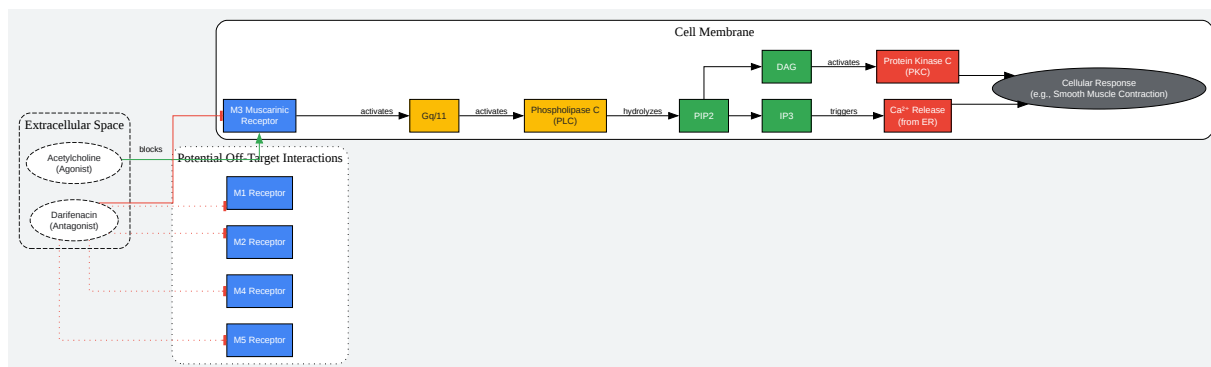 Cell Membrane
DAG
activates
Protein Kinase C
(PKC)
Cellular Response
(e.g., Smooth Muscle Contraction)
M3 Muscarinic
Receptor
activates
Gq/11
activates
Phospholipase C
(PLC)
hydrolyzes
PIP2
IP3
triggers
Ca²⁺ Release
(from ER)
Extracellular Space
Acetylcholine
(Agonist)
blocks
Darifenacin
(Antagonist)
Potential Off-Target Interactions
M1 Receptor
M2 Receptor
M4 Receptor
M5 Receptor